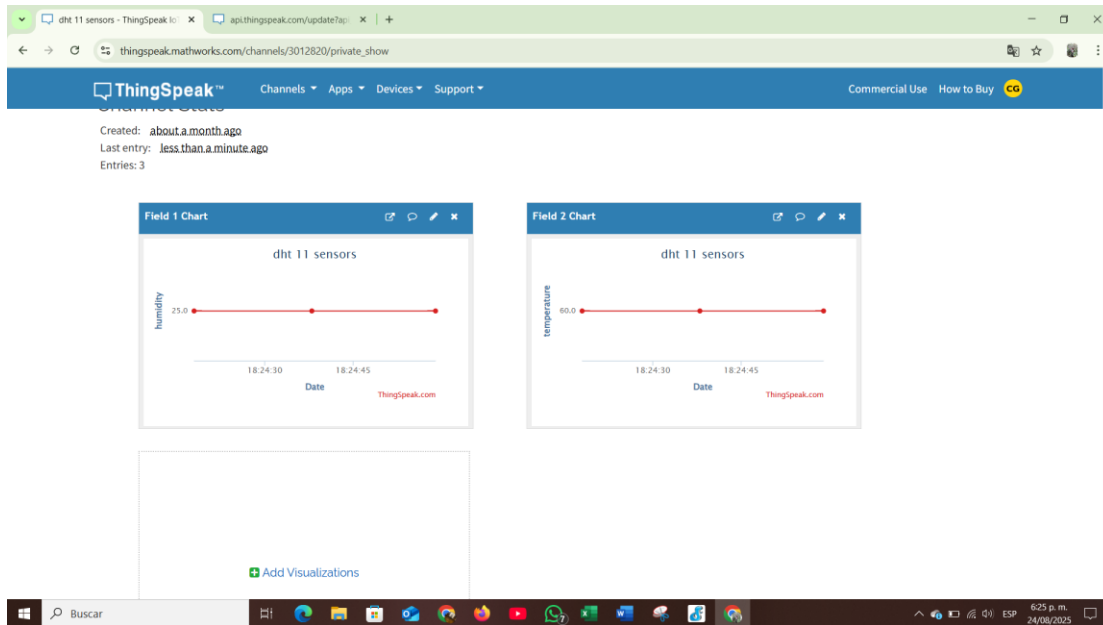 dht 11 sensors - ThingSpeak Io
api.thingspeak.com/update?api
thingspeak.mathworks.com/channels/3012820/private_show
ThingSpeak™
Channels Apps Devices Support
Commercial Use How to Buy CG
Channel Stats
Created: about a month ago
Last entry: less than a minute ago
Entries: 3
Field 1 Chart
dht 11 sensors
humidity
25.0
18:24:30 18:24:45
Date
ThingSpeak.com
Field 2 Chart
dht 11 sensors
temperature
60.0
18:24:30 18:24:45
Date
ThingSpeak.com
Add Visualizations
Buscar
ESP
6:25 p. m.
24/08/2025